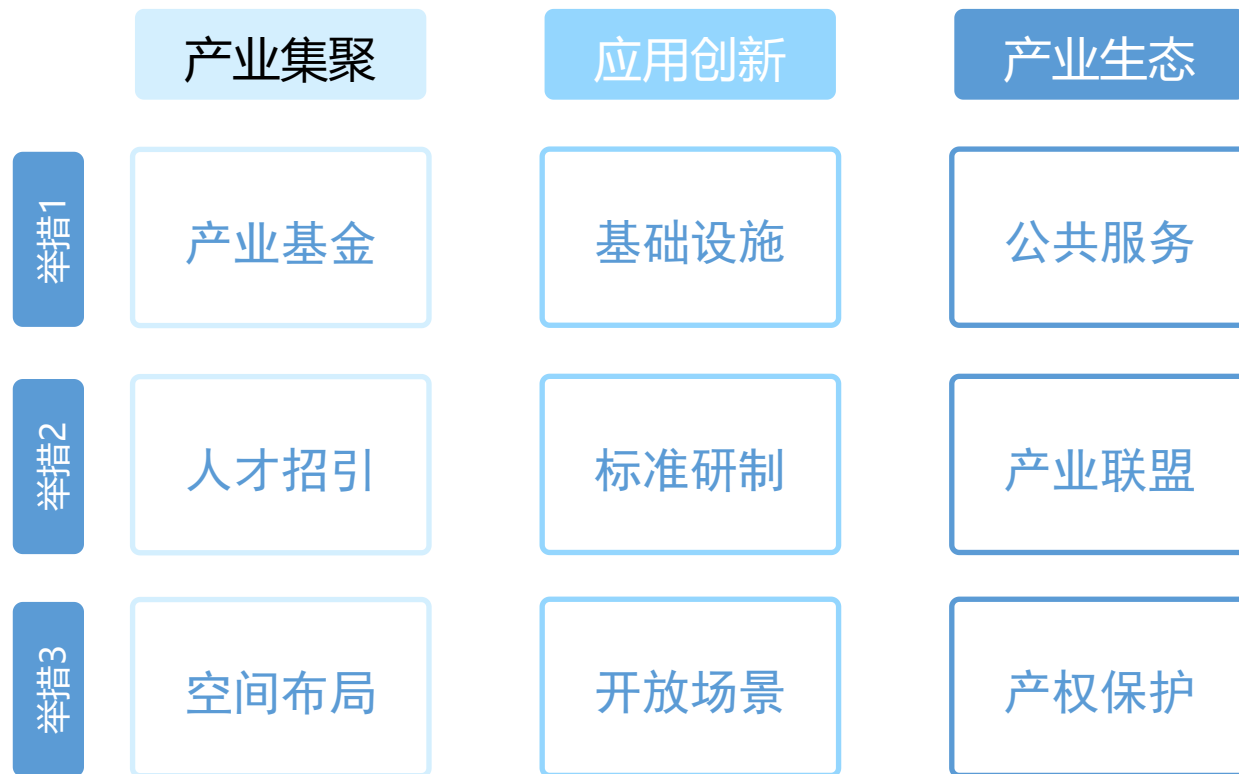 产业集聚
应用创新
产业生态
举措1
产业基金
基础设施
公共服务
举措2
人才招引
标准研制
产业联盟
举措3
空间布局
开放场景
产权保护